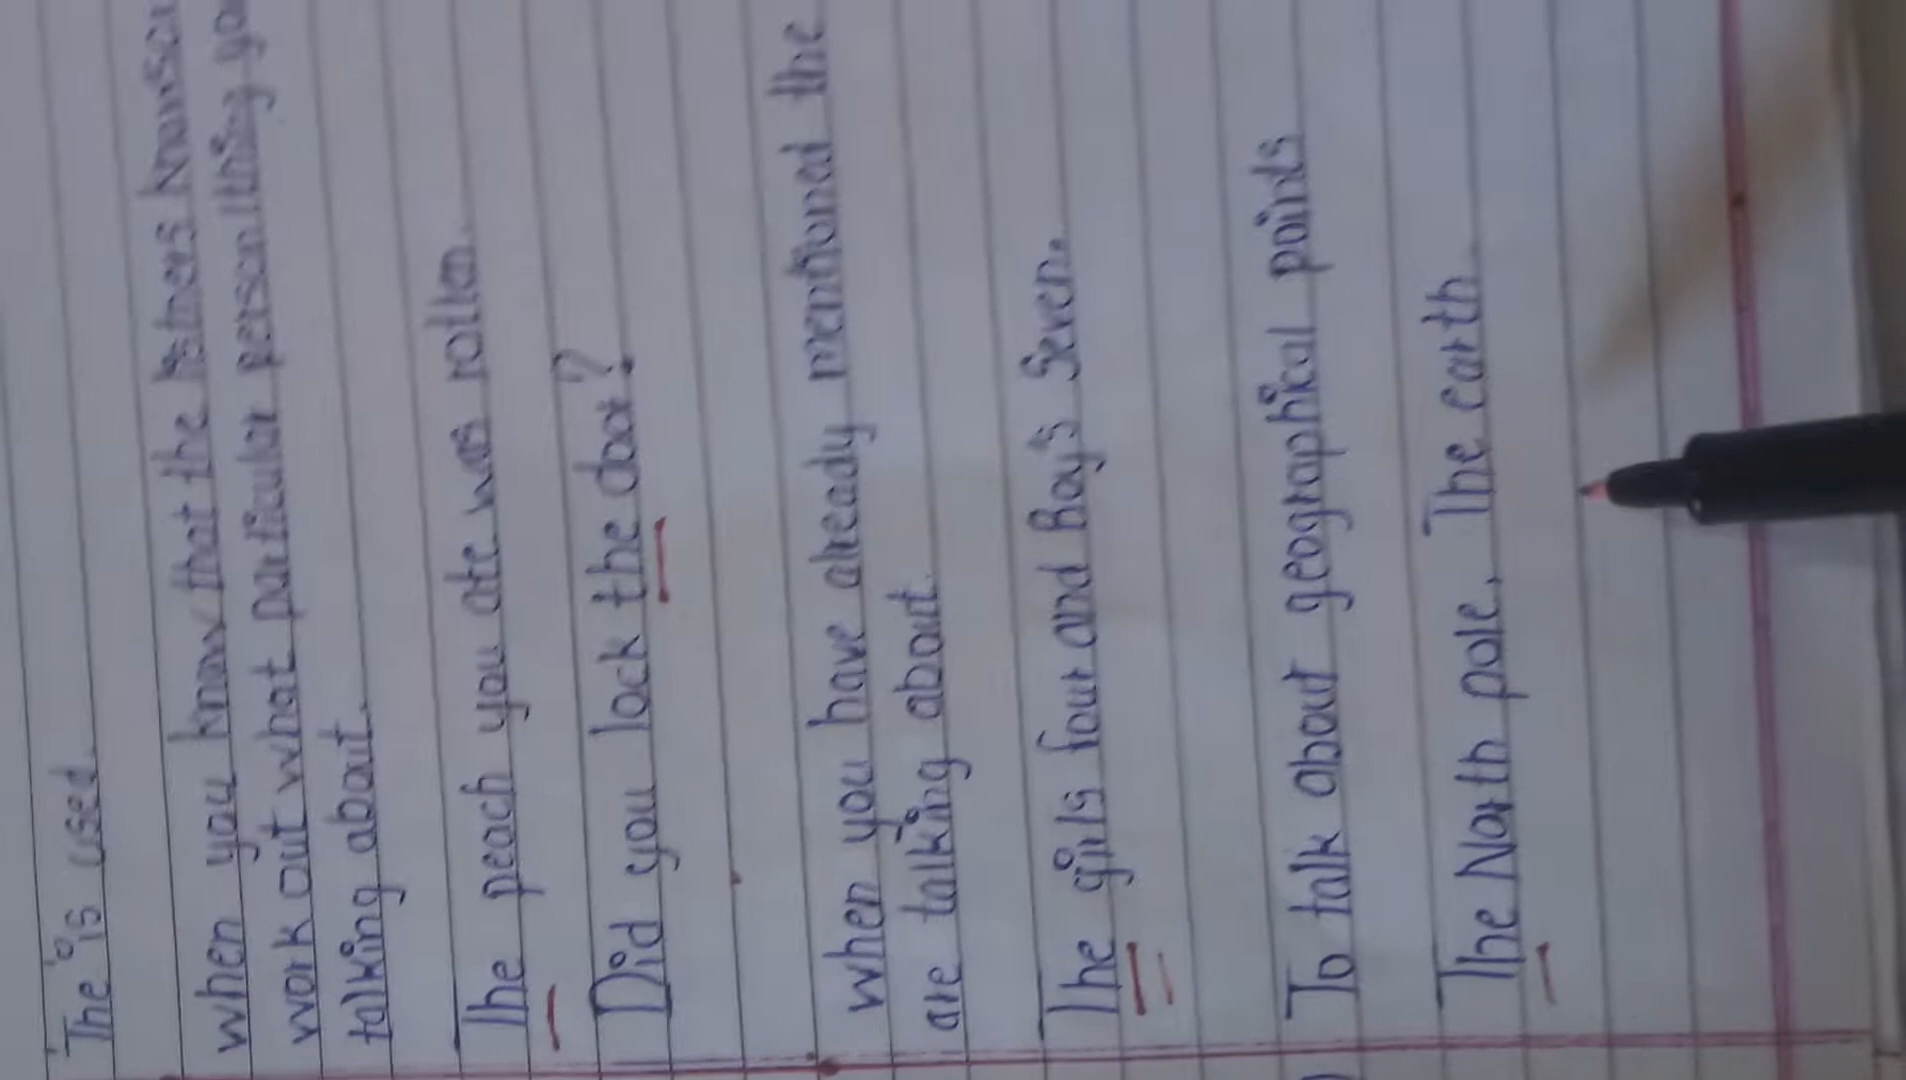 The is used.
when you know that the listners knows
work out what particular person/thing yo
talking about.
The peach you ate was rotten.
Did you lock the door?
when you have already mentioned the
are talking about.
The girls four and Boy's Seven.
To talk about geographical points
The North pole, The earth.